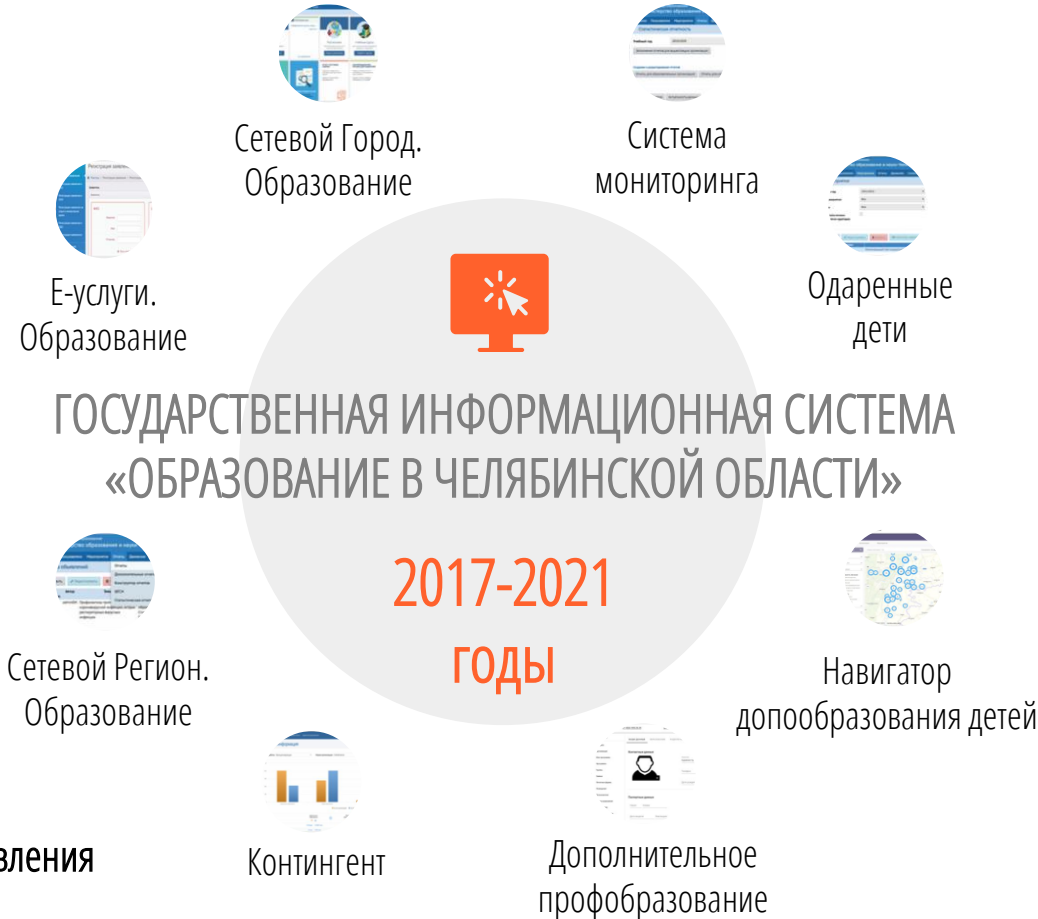 Сетевой Город.
Образование
Система
мониторинга
Е-услуги.
Образование
Одаренные
дети
ГОСУДАРСТВЕННАЯ ИНФОРМАЦИОННАЯ СИСТЕМА
«ОБРАЗОВАНИЕ В ЧЕЛЯБИНСКОЙ ОБЛАСТИ»
2017-2021
годы
Сетевой Регион.
Образование
Навигатор
допообразования детей
вления
Контингент
Дополнительное
профобразование